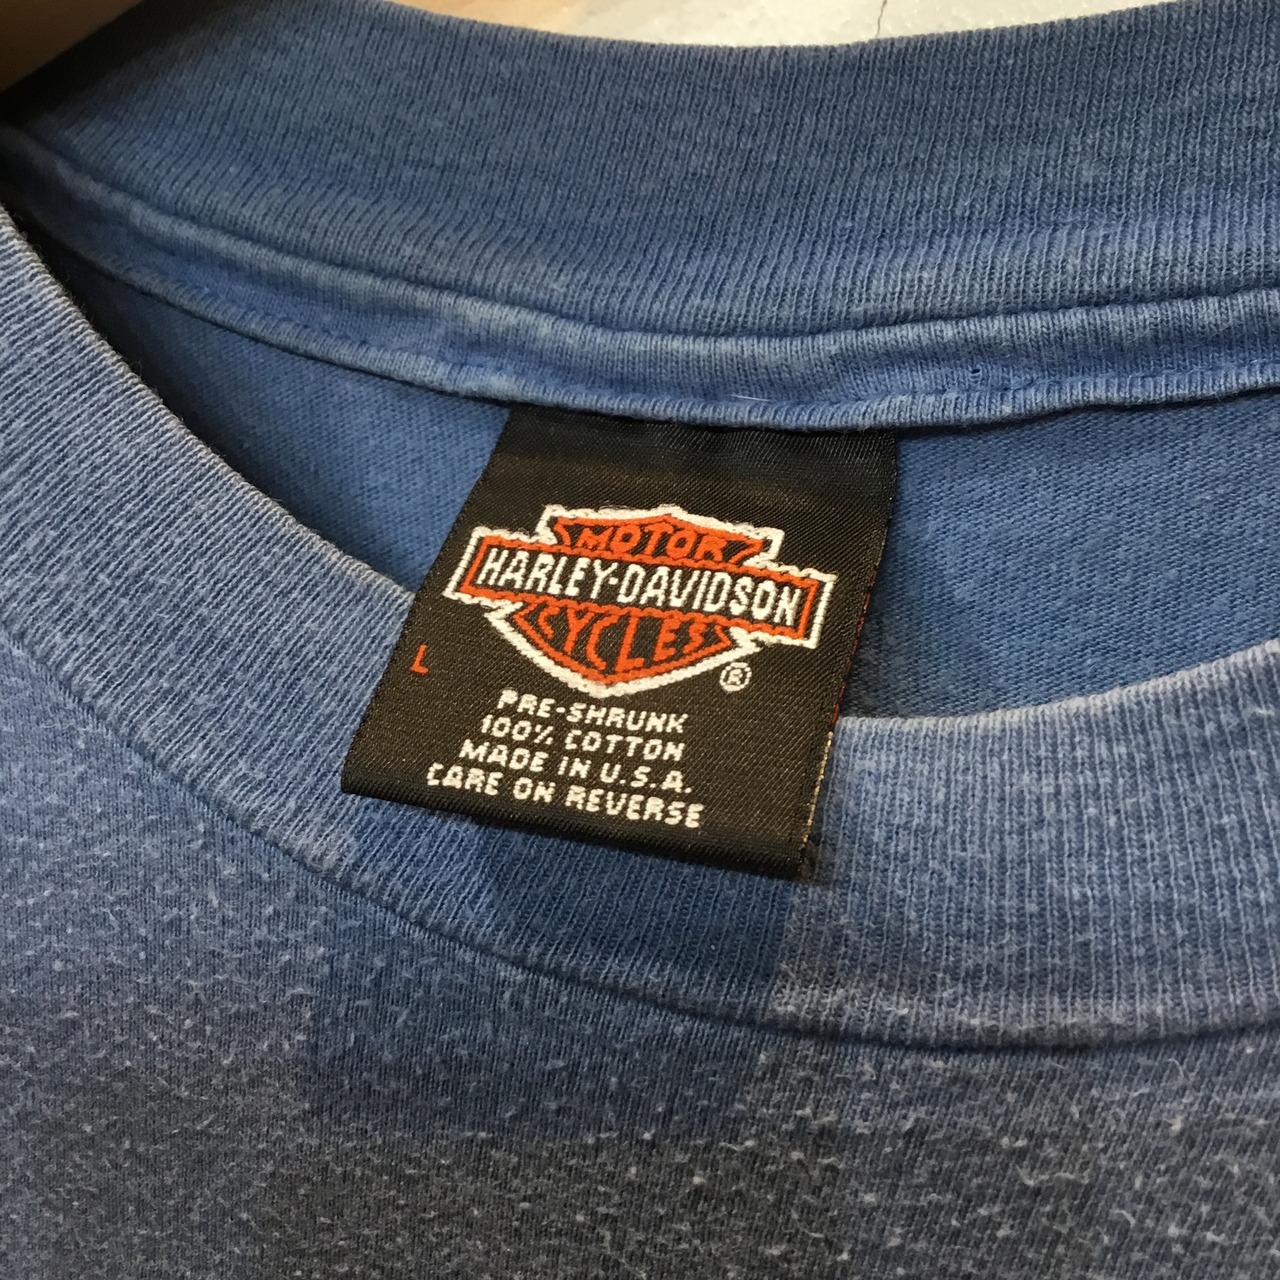 MOTOR
HARLEY-DAVIDSON
CYCLES
®
L
PRE-SHRUNK
100% COTTON
MADE IN U.S.A.
CARE ON REVERSE